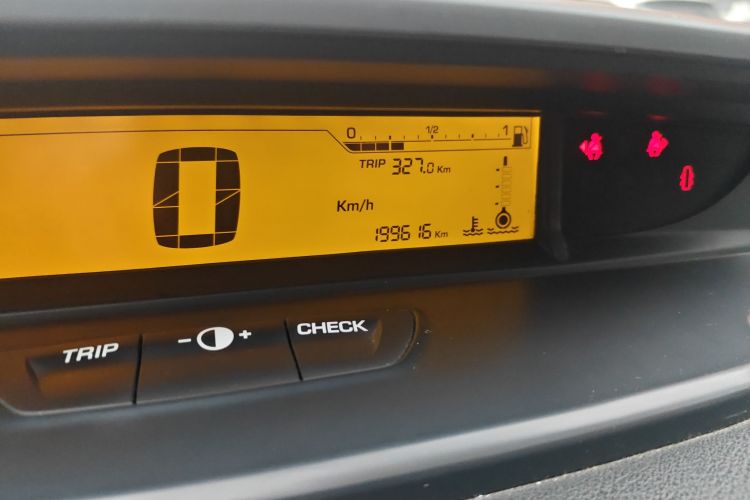 0 1/2 1
TRIP 327.0 Km
0 Km/h
199616 Km
TRIP - + CHECK